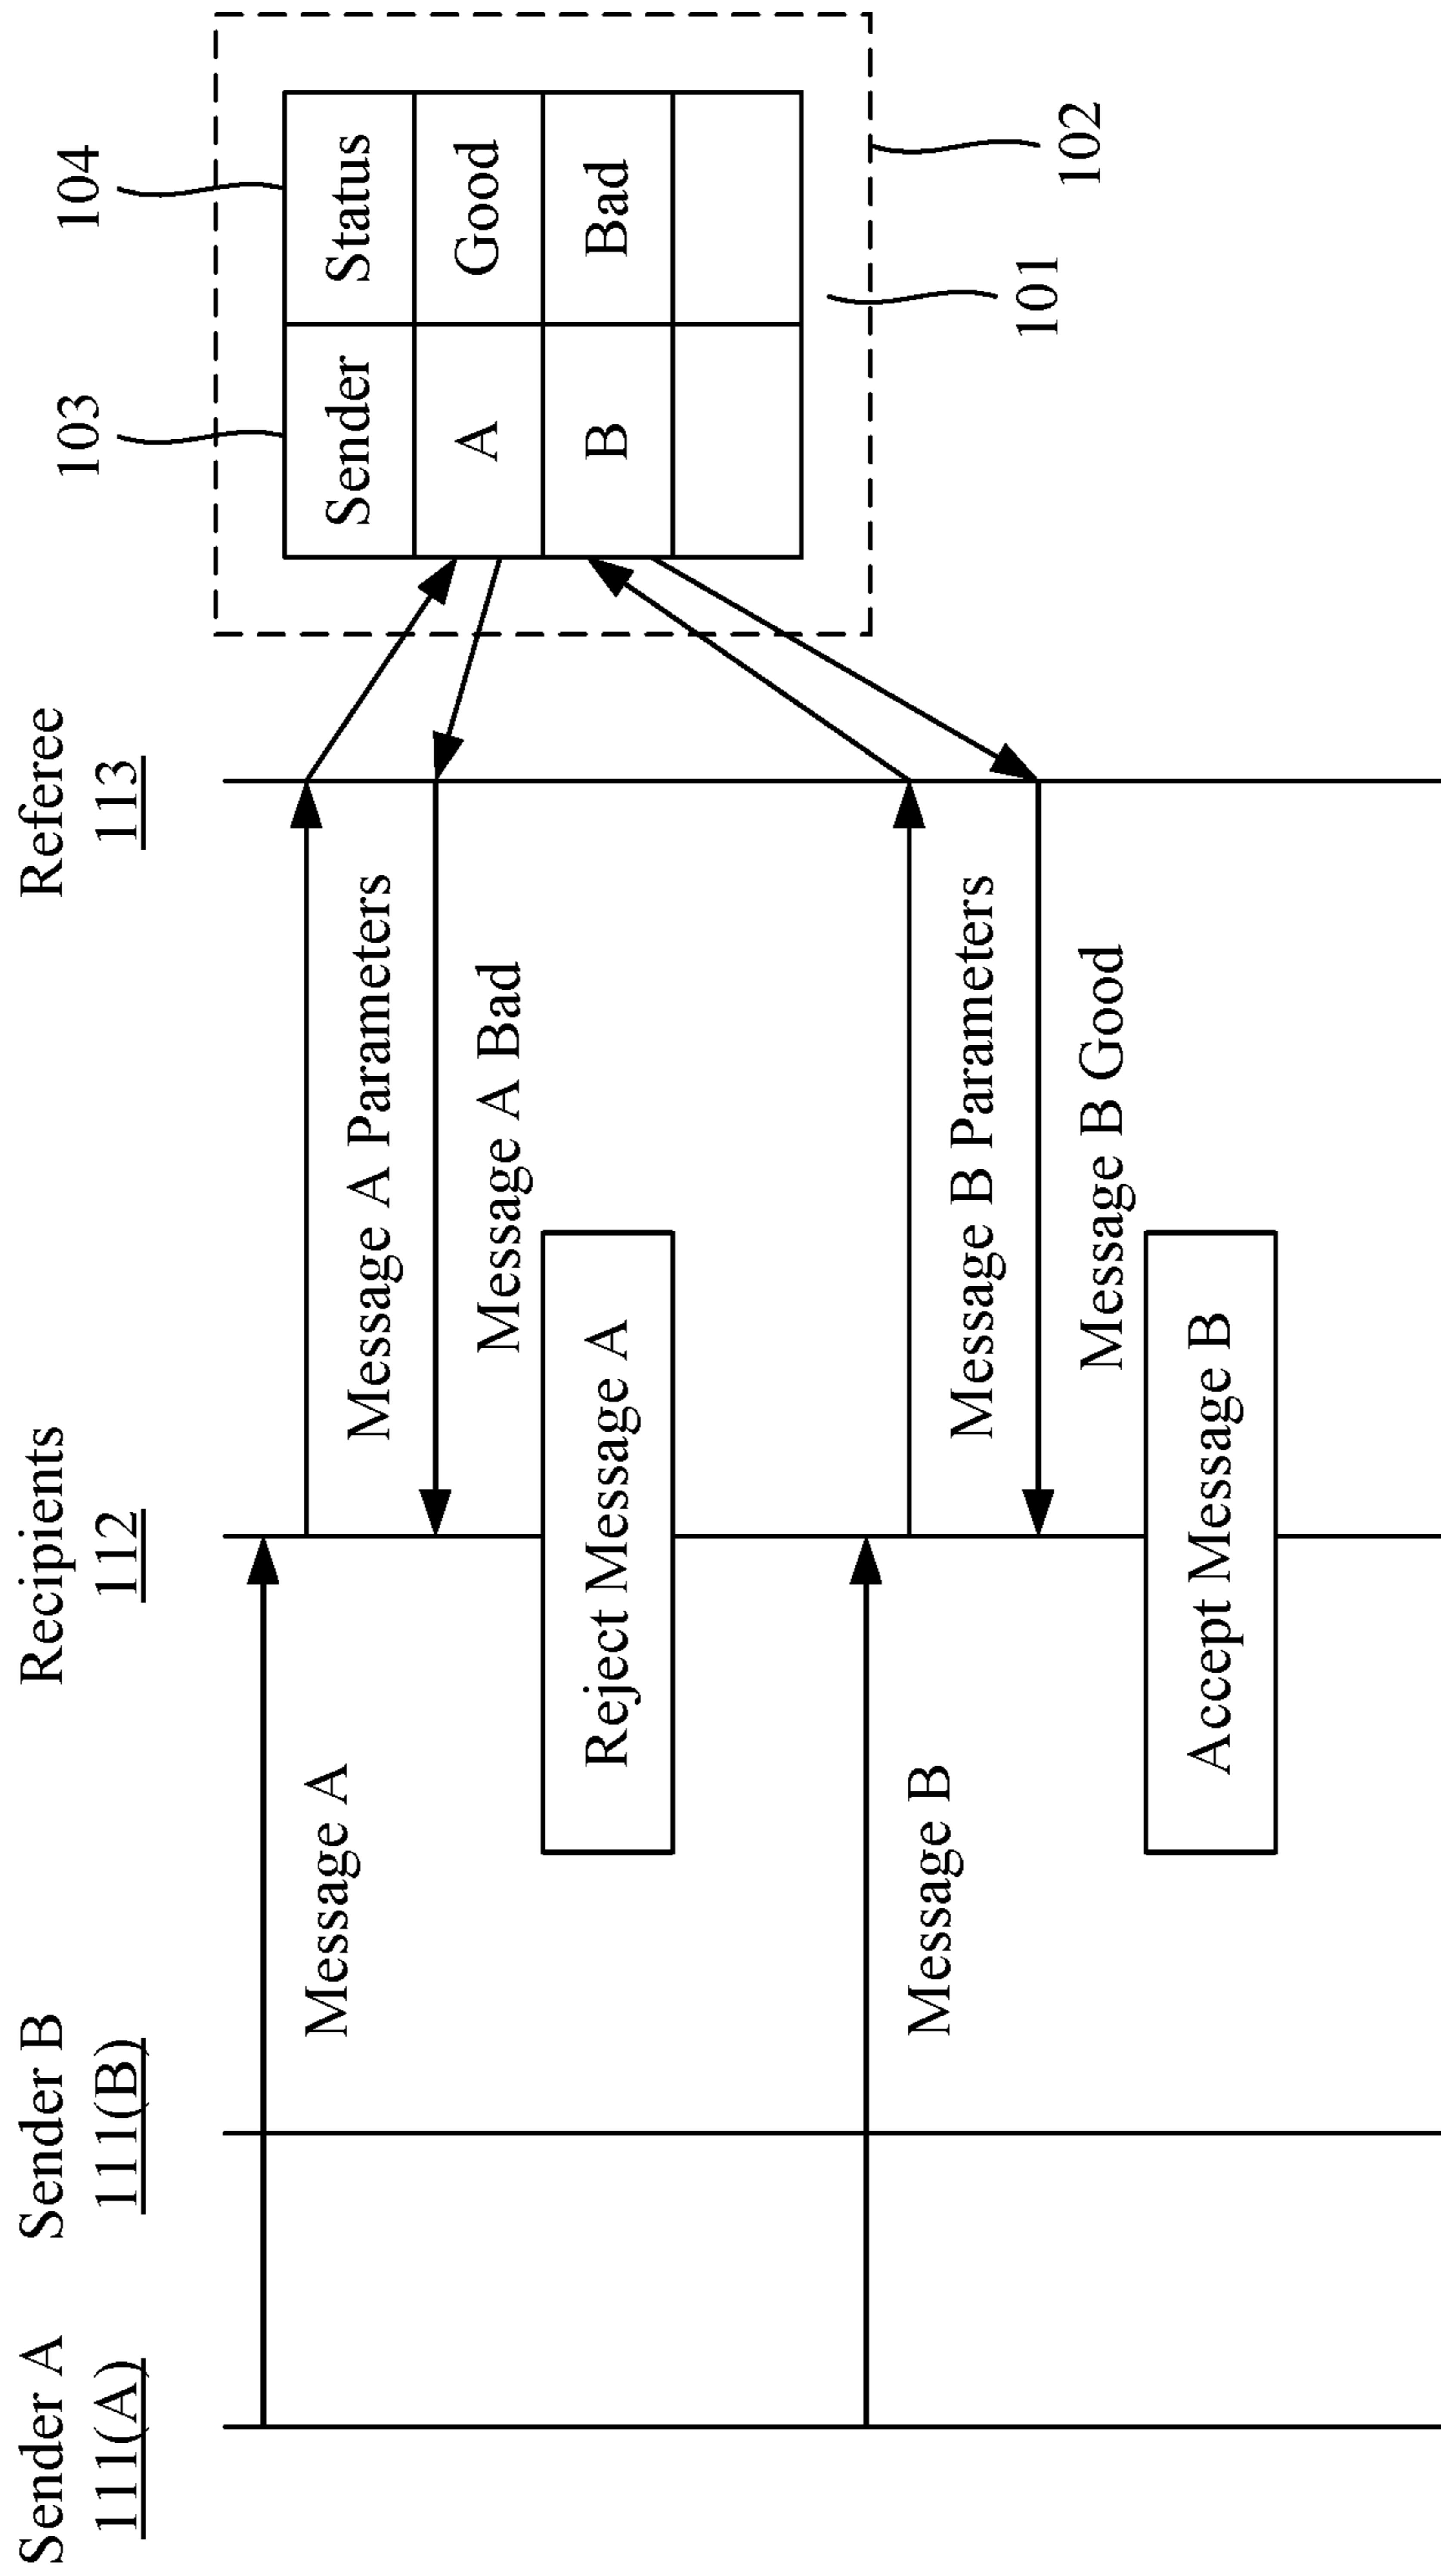 Sender A
111(A)
Sender B
111(B)
Recipients
112
Referee
113
103
104
Sender
Status
A
Good
B
Bad
101
102
Message A
Message A Parameters
Message A Bad
Reject Message A
Message B
Message B Parameters
Message B Good
Accept Message B